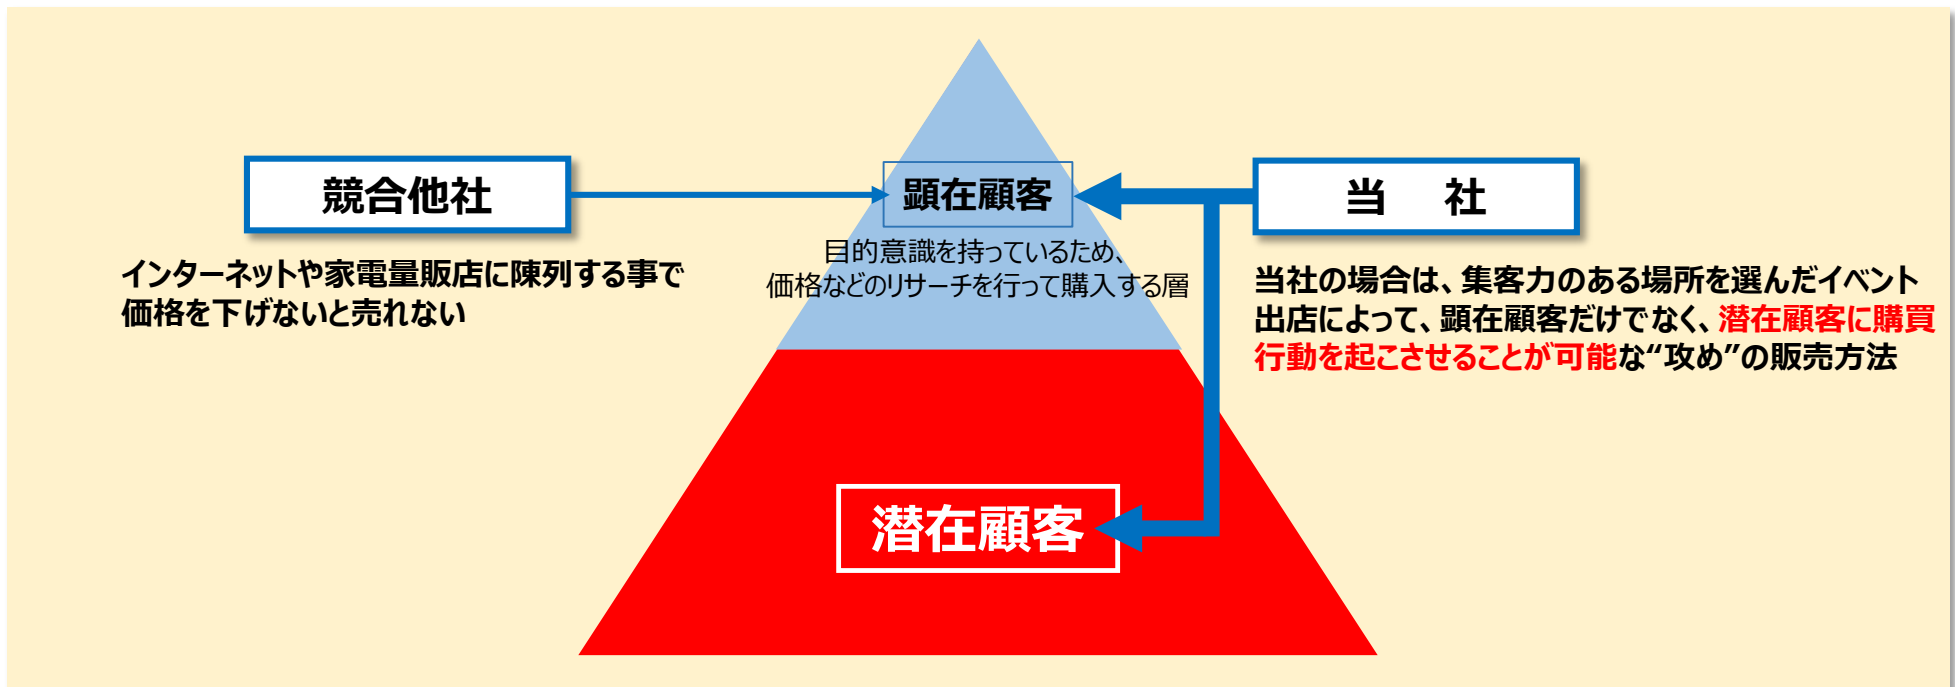 競合他社
インターネットや家電量販店に陳列する事で
価格を下げないと売れない
顕在顧客
目的意識を持っているため、
価格などのリサーチを行って購入する層
当　社
当社の場合は、集客力のある場所を選んだイベント
出店によって、顕在顧客だけでなく、潜在顧客に購買
行動を起こさせることが可能な“攻め”の販売方法
潜在顧客